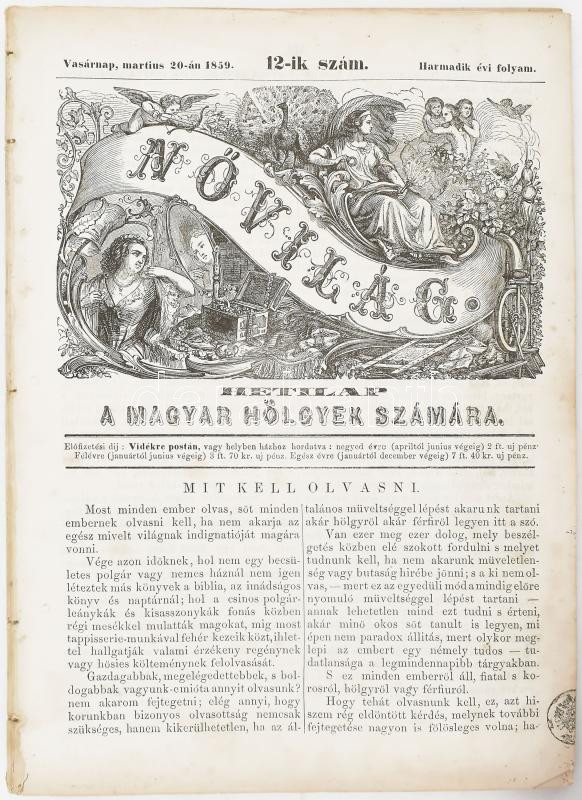 Vasárnap, martius 20-án 1859.
12-ik szám.
Harmadik évi folyam.
NÖVILÁG.
HETILAP
A MAGYAR HÖLGYEK SZÁMÁRA.
Előfizetési dij : Vidékre postán, vagy helyben házhoz hordatva : negyed évre (apriltól junius végeig) 2 ft. uj pénz
Félévre (januártól junius végeig) 3 ft. 70 kr. uj pénz. Egész évre (januártól december végeig) 7 ft. 40 kr. uj pénz.
MIT KELL OLVASNI.
Most minden ember olvas, sőt minden
embernek olvasni kell, ha nem akarja az
egész mivelt világnak indignatióját magára
vonni.
Vége azon időknek, hol nem egy becsü-
letes polgár vagy nemes háznál nem igen
léteztek más könyvek a biblia, az imádságos
könyv és naptárnál; hol a csinos polgár-
leánykák és kisasszonykák fonás közben
régi mesékkel mulatták magokat, mig most
tappisserie-munkával fehér kezeik közt, ihlet-
tel hallgatják valami érzékeny regénynek
vagy hősies költeménynek felolvasását.
Gazdagabbak, megelégedettebbek, s bol-
dogabbak vagyunk-e mióta annyit olvasunk?
nem akarom fejtegetni; elég annyi, hogy
korunkban bizonyos olvasottság nemcsak
szükséges, hanem kikerülhetlen, ha az ál-
talános müveltséggel lépést akarunk tartani
akár hölgyről akár férfiról legyen itt a szó.
Van ezer meg ezer dolog, mely beszél-
getés közben elé szokott fordulni s melyet
tudnunk kell, ha nem akarunk müveletlen-
ség vagy butaság hirébe jőni; s a ki nem ol-
vas, — mert ez az egyedüli mód a mindig előre
nyomuló müveltséggel lépést tartani —
annak lehetetlen mind ezt tudni s érteni,
akár minő okos sőt tanult is legyen, mi
épen nem paradox állitás, mert olykor meg-
lepi az embert egy némely tudós — tu-
datlansága a legmindennapibb tárgyakban.
S ez minden emberről áll, fiatal s ko-
rosról, hölgyről vagy férfiuról.
Hogy tehát olvasnunk kell, ez, azt hi-
szem rég eldöntött kérdés, melynek további
fejtegetése nagyon is fölösleges volna; ha-